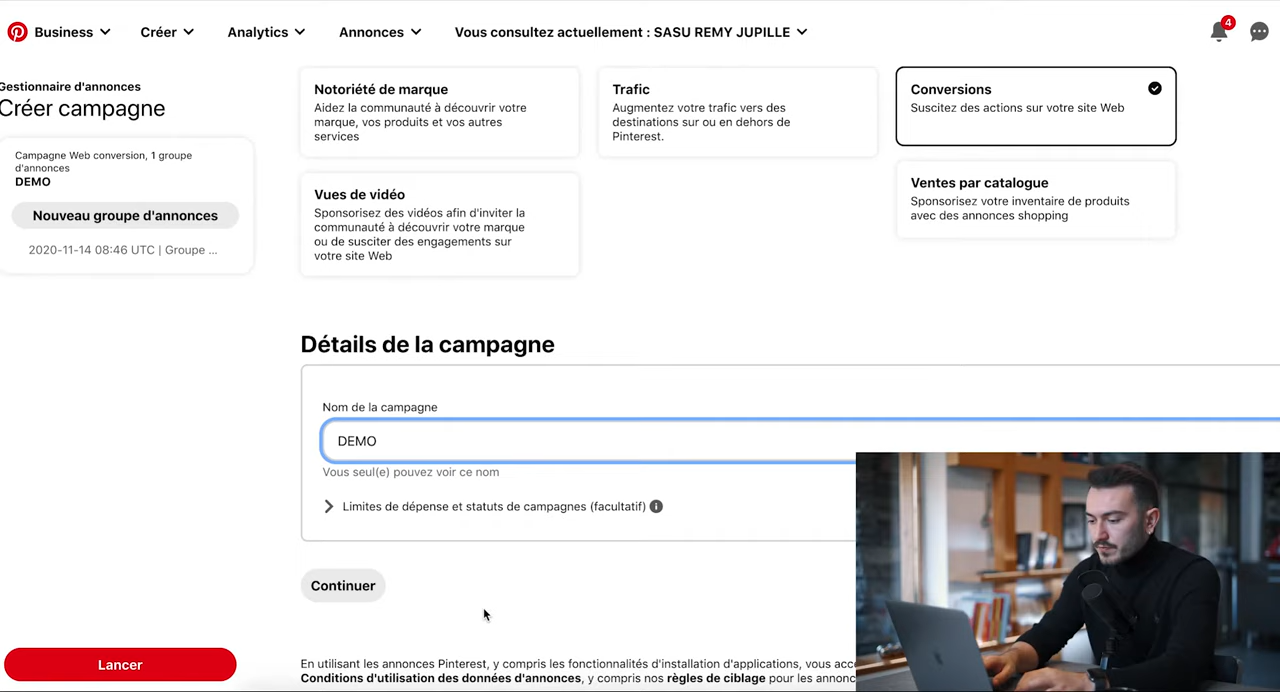 Business
Créer
Analytics
Annonces
Vous consultez actuellement : SASU REMY JUPILLE
4
Gestionnaire d'annonces
Créer campagne
Campagne Web conversion, 1 groupe
d'annonces
DEMO
Nouveau groupe d'annonces
2020-11-14 08:46 UTC | Groupe ...
Lancer
Notoriété de marque
Aidez la communauté à découvrir votre
marque, vos produits et vos autres
services
Trafic
Augmentez votre trafic vers des
destinations sur ou en dehors de
Pinterest.
Conversions
Suscitez des actions sur votre site Web
Vues de vidéo
Sponsorisez des vidéos afin d'inviter la
communauté à découvrir votre marque
ou de susciter des engagements sur
votre site Web
Ventes par catalogue
Sponsorisez votre inventaire de produits
avec des annonces shopping
Détails de la campagne
Nom de la campagne
DEMO
Vous seul(e) pouvez voir ce nom
Limites de dépense et statuts de campagnes (facultatif)
Continuer
En utilisant les annonces Pinterest, y compris les fonctionnalités d'installation d'applications, vous acc
Conditions d'utilisation des données d'annonces, y compris nos règles de ciblage pour les annonc